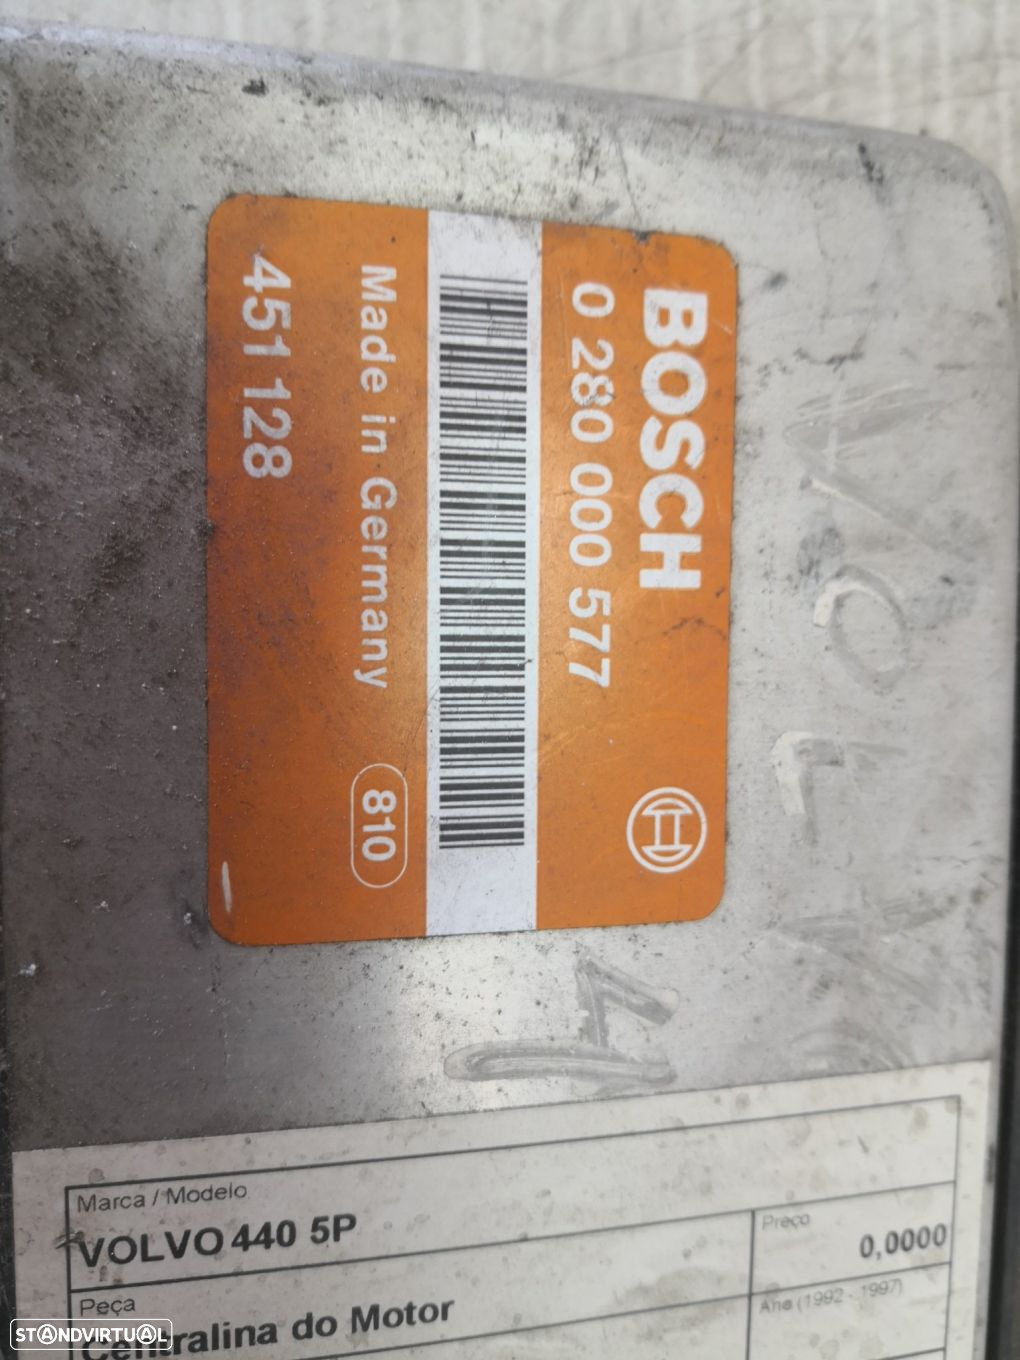 BOSCH
0 280 000 577
Made in Germany
810
451 128
VOLVO
Marca / Modelo
VOLVO 440 5P
Preço
0,0000
Peça
Centralina do Motor
Ano (1992 - 1997)
STANDVIRTUAL